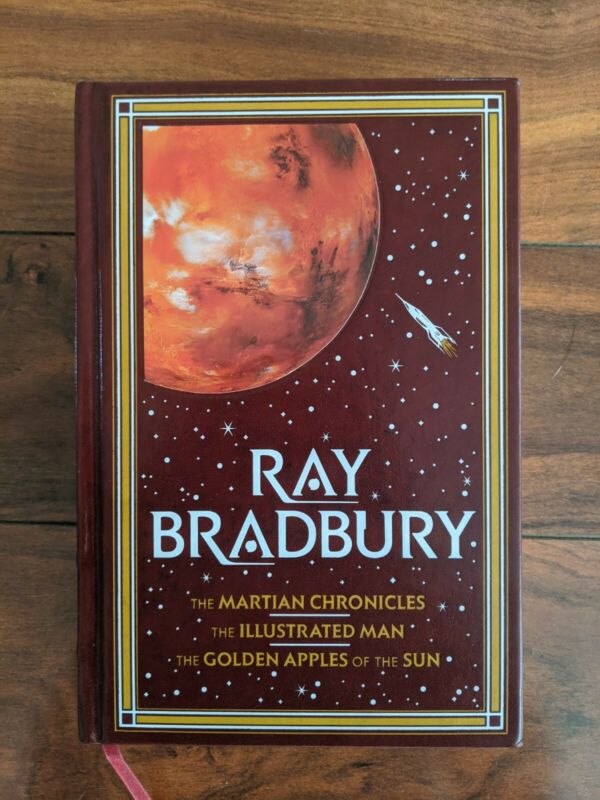 RAY
BRADBURY
THE MARTIAN CHRONICLES
THE ILLUSTRATED MAN
THE GOLDEN APPLES OF THE SUN